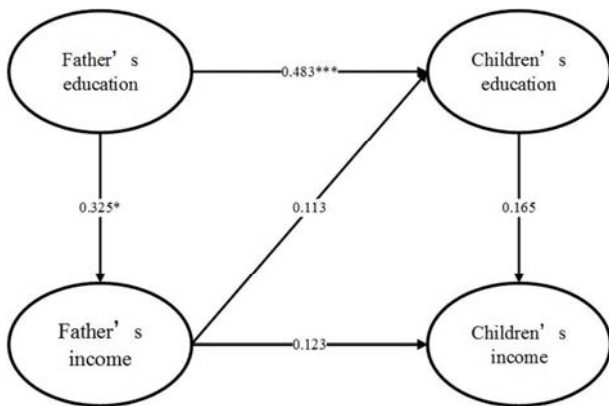 Father’s
education
0.483***
Children’s
education
0.325*
0.113
0.165
Father’s
income
0.123
Children’s
income